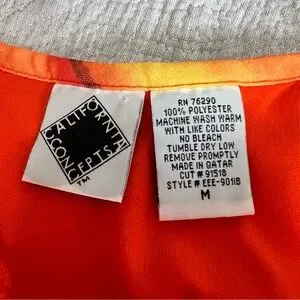 CALIFORNIA
CONCEPTS
TM
RN 76290
100% POLYESTER
MACHINE WASH WARM
WITH LIKE COLORS
NO BLEACH
TUMBLE DRY LOW
REMOVE PROMPTLY
MADE IN QATAR
CUT # 91518
STYLE # EEE-9011B
M